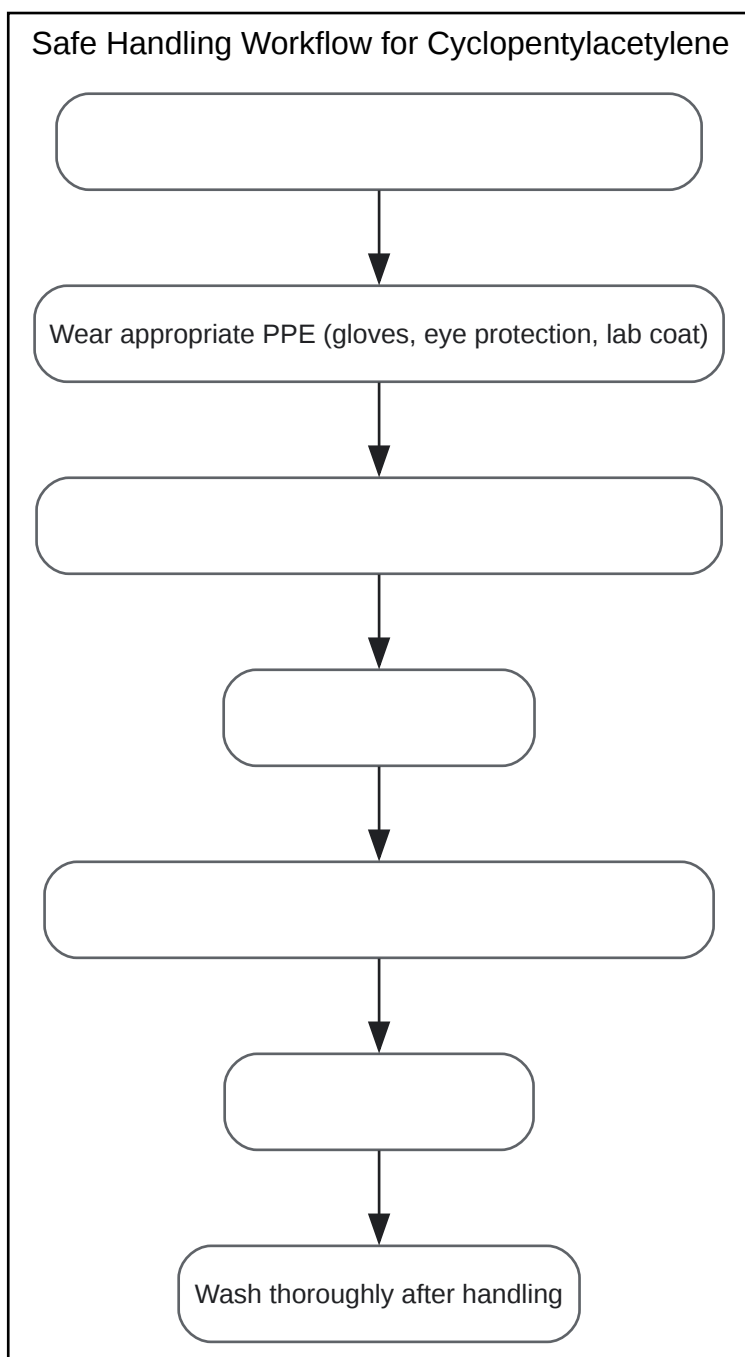 Safe Handling Workflow for Cyclopentylacetylene
Wear appropriate PPE (gloves, eye protection, lab coat)
Wash thoroughly after handling